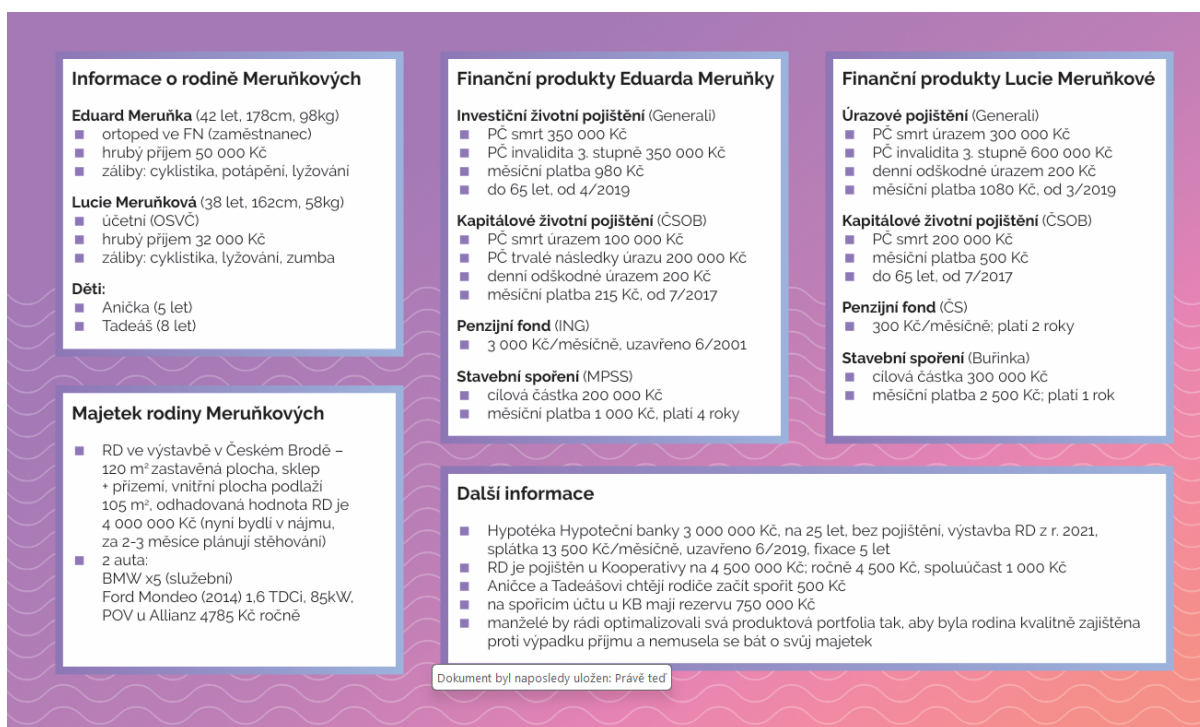 Informace o rodině Meruňkových
Eduard Meruňka (42 let, 178cm, 98kg)
ortoped ve FN (zaměstnanec)
hrubý příjem 50 000 Kč
záliby: cyklistika, potápění, lyžování
Lucie Meruňková (38 let, 162cm, 58kg)
účetní (OSVČ)
hrubý příjem 32 000 Kč
záliby: cyklistika, lyžování, zumba
Děti:
Anička (5 let)
Tadeáš (8 let)
Majetek rodiny Meruňkových
RD ve výstavbě v Českém Brodě –
120 m² zastavěná plocha, sklep
+ přízemí, vnitřní plocha podlaží
105 m², odhadovaná hodnota RD je
4 000 000 Kč (nyní bydlí v nájmu,
za 2-3 měsíce plánují stěhování)
2 auta:
BMW x5 (služební)
Ford Mondeo (2014) 1,6 TDCi, 85kW,
POV u Allianz 4785 Kč ročně
Finanční produkty Eduarda Meruňky
Investiční životní pojištění (Generali)
PČ smrt 350 000 Kč
PČ invalidita 3. stupně 350 000 Kč
měsíční platba 980 Kč
do 65 let, od 4/2019
Kapitálové životní pojištění (ČSOB)
PČ smrt úrazem 100 000 Kč
PČ trvalé následky úrazu 200 000 Kč
denní odškodné úrazem 200 Kč
měsíční platba 215 Kč, od 7/2017
Penzijní fond (ING)
3 000 Kč/měsíčně, uzavřeno 6/2001
Stavební spoření (MPSS)
cílová částka 200 000 Kč
měsíční platba 1 000 Kč, platí 4 roky
Finanční produkty Lucie Meruňkové
Úrazové pojištění (Generali)
PČ smrt úrazem 300 000 Kč
PČ invalidita 3. stupně 600 000 Kč
denní odškodné úrazem 200 Kč
měsíční platba 1080 Kč, od 3/2019
Kapitálové životní pojištění (ČSOB)
PČ smrt 200 000 Kč
měsíční platba 500 Kč
do 65 let, od 7/2017
Penzijní fond (ČS)
300 Kč/měsíčně; platí 2 roky
Stavební spoření (Buřinka)
cílová částka 300 000 Kč
měsíční platba 2 500 Kč; platí 1 rok
Další informace
Hypotéka Hypoteční banky 3 000 000 Kč, na 25 let, bez pojištění, výstavba RD z r. 2021,
splátka 13 500 Kč/měsíčně, uzavřeno 6/2019, fixace 5 let
RD je pojištěn u Kooperativy na 4 500 000 Kč; ročně 4 500 Kč, spoluúčast 1 000 Kč
Aničce a Tadeášovi chtějí rodiče začít spořit 500 Kč
na spořicím účtu u KB mají rezervu 750 000 Kč
manželé by rádi optimalizovali svá produktová portfolia tak, aby byla rodina kvalitně zajištěna
proti výpadku příjmu a nemusela se bát o svůj majetek
Dokument byl naposledy uložen: Právě teď